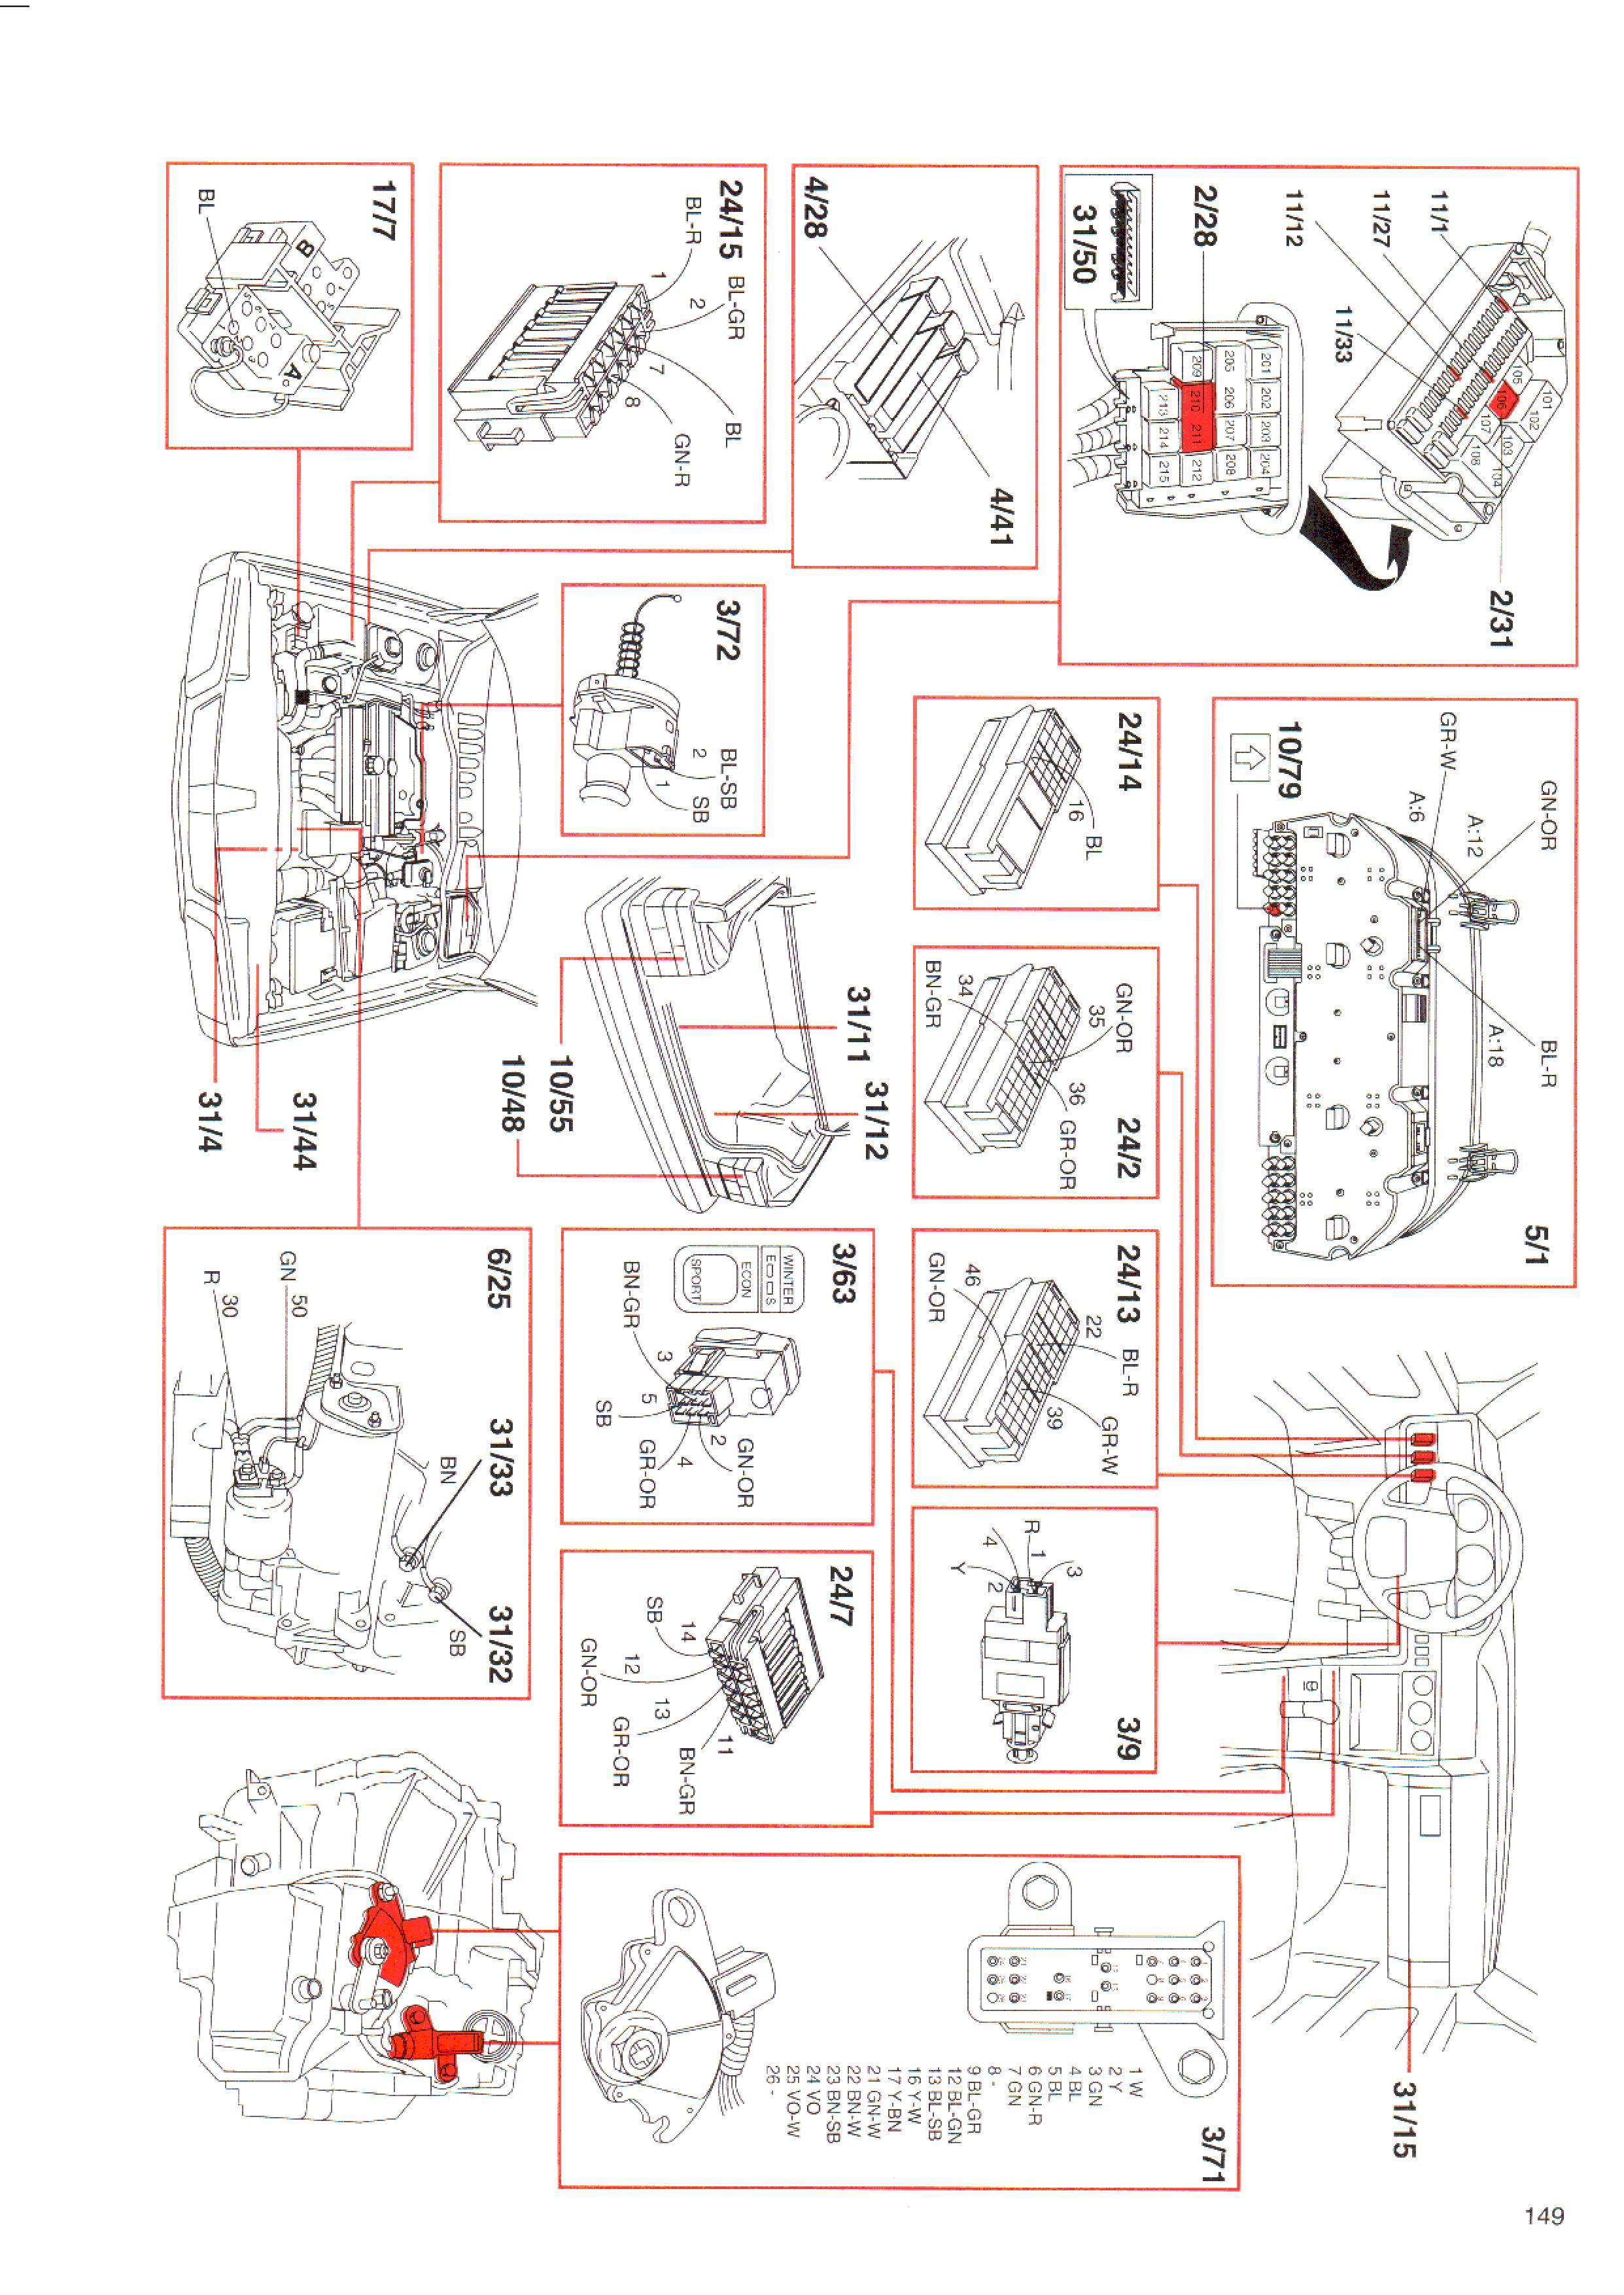 149
101
102
105
106
103
104
107
108
2/31
11/1
11/27
11/33
11/12
201 202 203 204
205 206 207 208
209 210 211 212
213 214 215
2/28
31/50
GN-OR
BL-R
5/1
A:18
A:12
GR-W
A:6
10/79
31/15
3/71
1 W
2 Y
3 GN
4 BL
5 BL
6 GN-R
7 GN
8 -
9 BL-GR
12 BL-GN
13 BL-SB
16 Y-W
17 Y-BN
21 GN-W
22 BN-W
23 BN-SB
24 VO
25 VO-W
26 -
24/14
BL
16
24/2
GN-OR
35
36
GR-OR
34
BN-GR
24/13
BL-R
22
GR-W
39
46
GN-OR
3/9
3
R 1
4
2
Y
4/41
4/28
31/11
31/12
10/55
10/48
3/63
WINTER
E S
ECON
SPORT
GN-OR
2
4
GR-OR
3
5
BN-GR
SB
24/7
11
BN-GR
14
SB
13
12
GR-OR
GN-OR
24/15
BL-GR
BL
BL-R
2
GN-R
1
7
8
3/72
BL-SB
2
SB
1
17/7
B
A
BL
31/44
31/4
6/25
31/33
31/32
BN
SB
50
GN
30
R